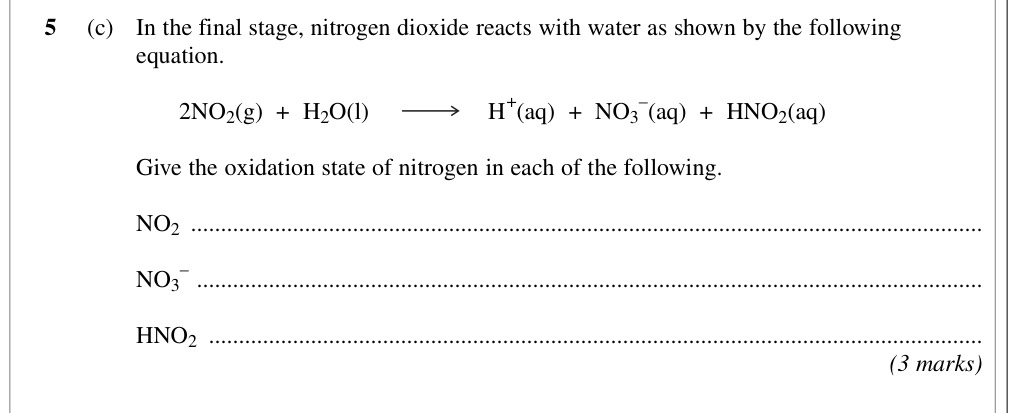 5 (c) In the final stage, nitrogen dioxide reacts with water as shown by the following
equation.
2NO₂(g) + H₂O(l) ⟶ H⁺(aq) + NO₃⁻(aq) + HNO₂(aq)
Give the oxidation state of nitrogen in each of the following.
NO₂ ....................................................................................................
NO₃⁻ ....................................................................................................
HNO₂ ....................................................................................................
(3 marks)